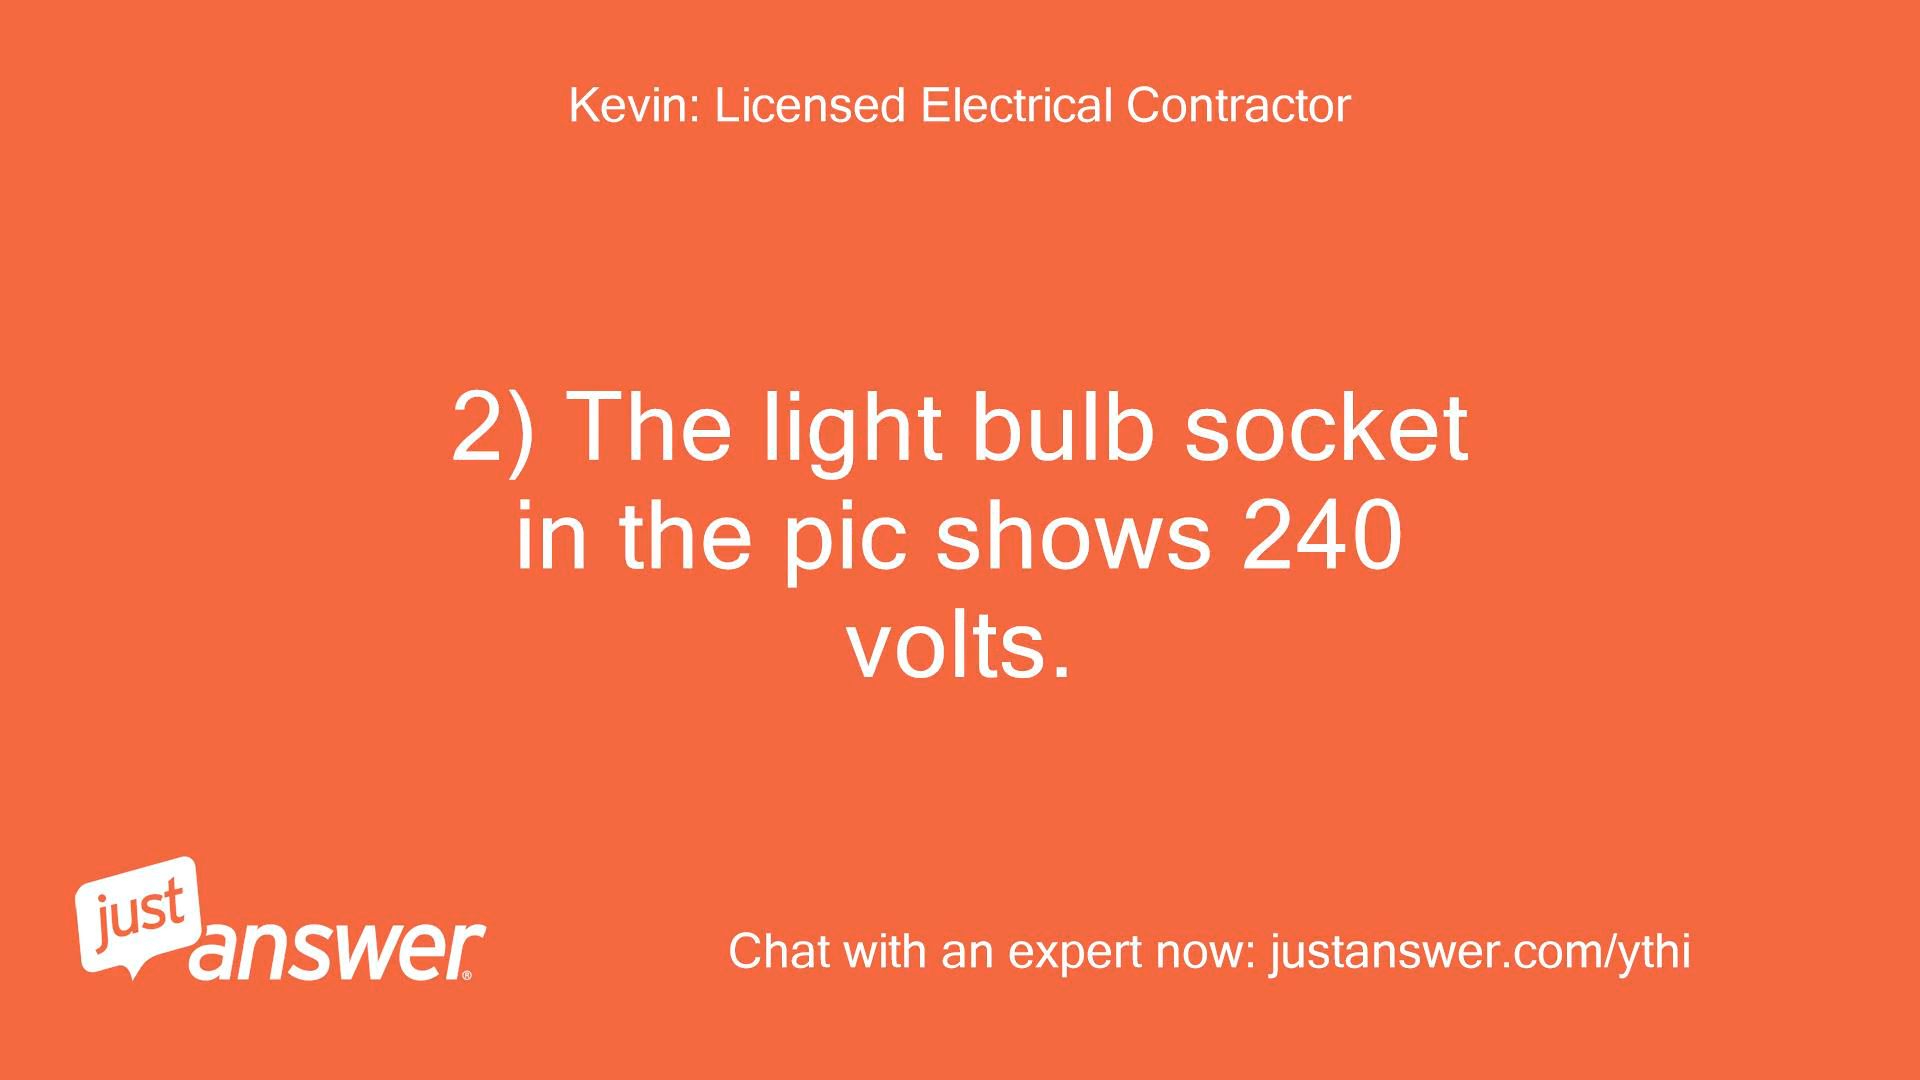 Kevin: Licensed Electrical Contractor
2) The light bulb socket
in the pic shows 240
volts.
just
answer®
Chat with an expert now: justanswer.com/ythi